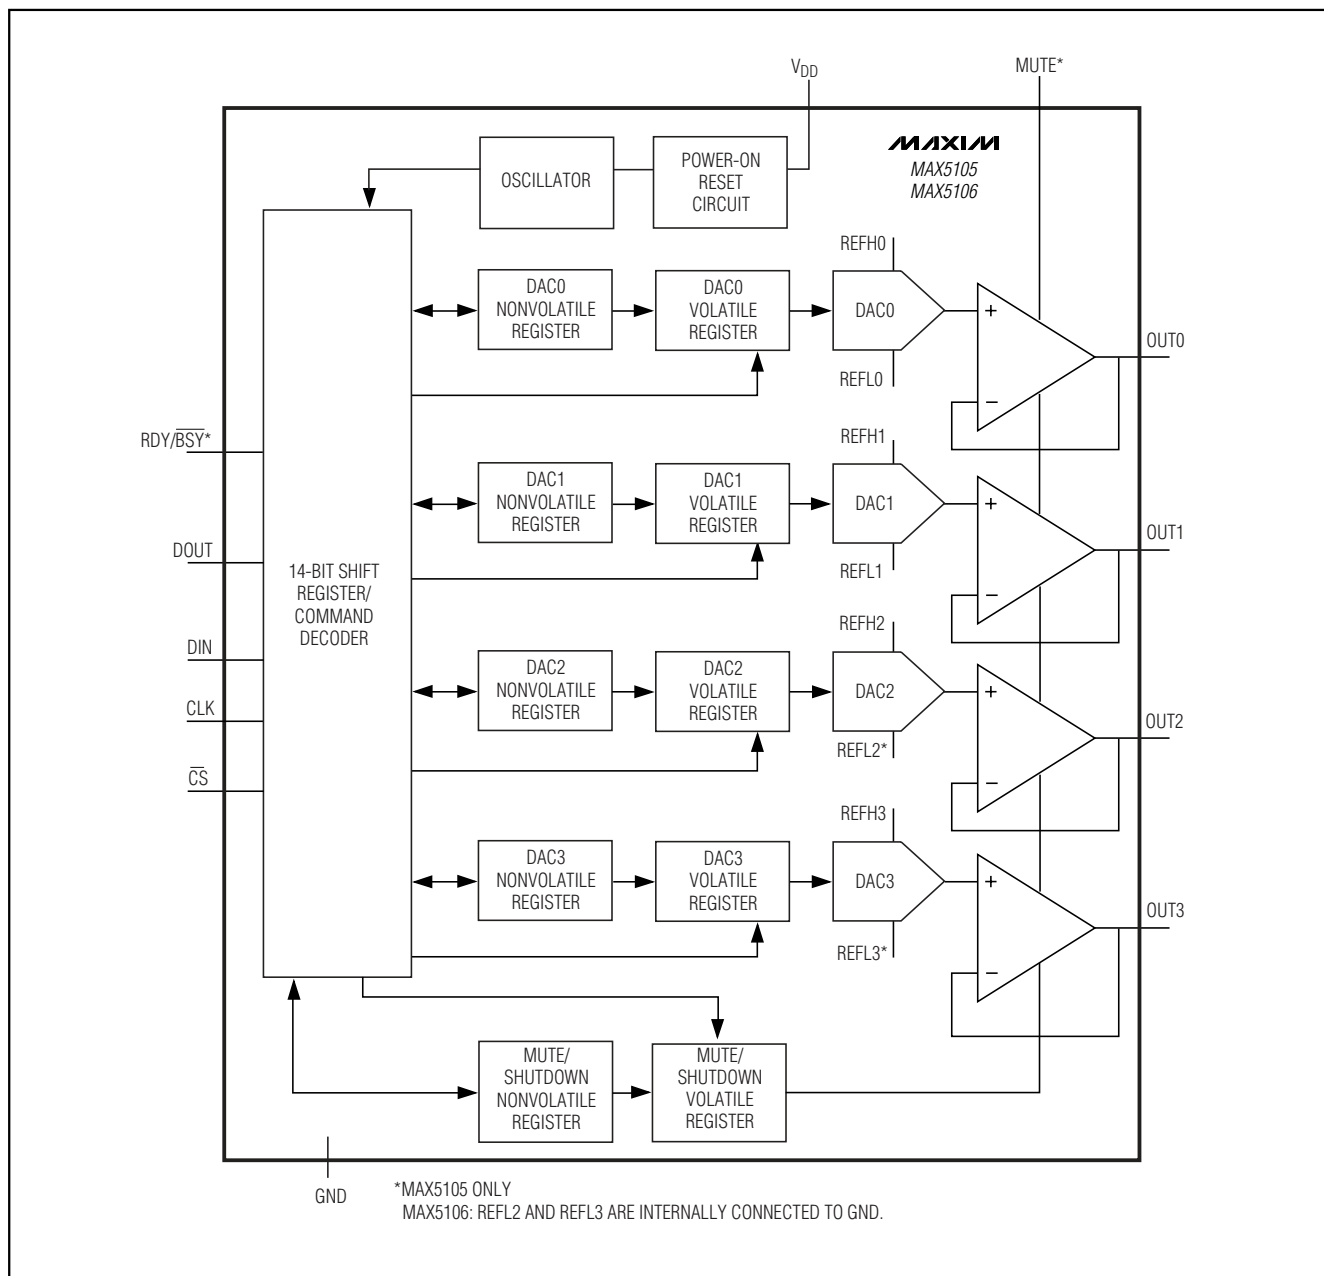 V_DD
MUTE*
MAXIM
MAX5105
MAX5106
OSCILLATOR
POWER-ON
RESET
CIRCUIT
REFH0
DAC0
NONVOLATILE
REGISTER
DAC0
VOLATILE
REGISTER
DAC0
+
−
OUT0
REFL0
RDY/B̅S̅Y̅*
REFH1
DAC1
NONVOLATILE
REGISTER
DAC1
VOLATILE
REGISTER
DAC1
+
−
OUT1
REFL1
DOUT
14-BIT SHIFT
REGISTER/
COMMAND
DECODER
DIN
CLK
C̅S̅
REFH2
DAC2
NONVOLATILE
REGISTER
DAC2
VOLATILE
REGISTER
DAC2
+
−
OUT2
REFL2*
REFH3
DAC3
NONVOLATILE
REGISTER
DAC3
VOLATILE
REGISTER
DAC3
+
−
OUT3
REFL3*
MUTE/
SHUTDOWN
NONVOLATILE
REGISTER
MUTE/
SHUTDOWN
VOLATILE
REGISTER
GND
*MAX5105 ONLY
MAX5106: REFL2 AND REFL3 ARE INTERNALLY CONNECTED TO GND.